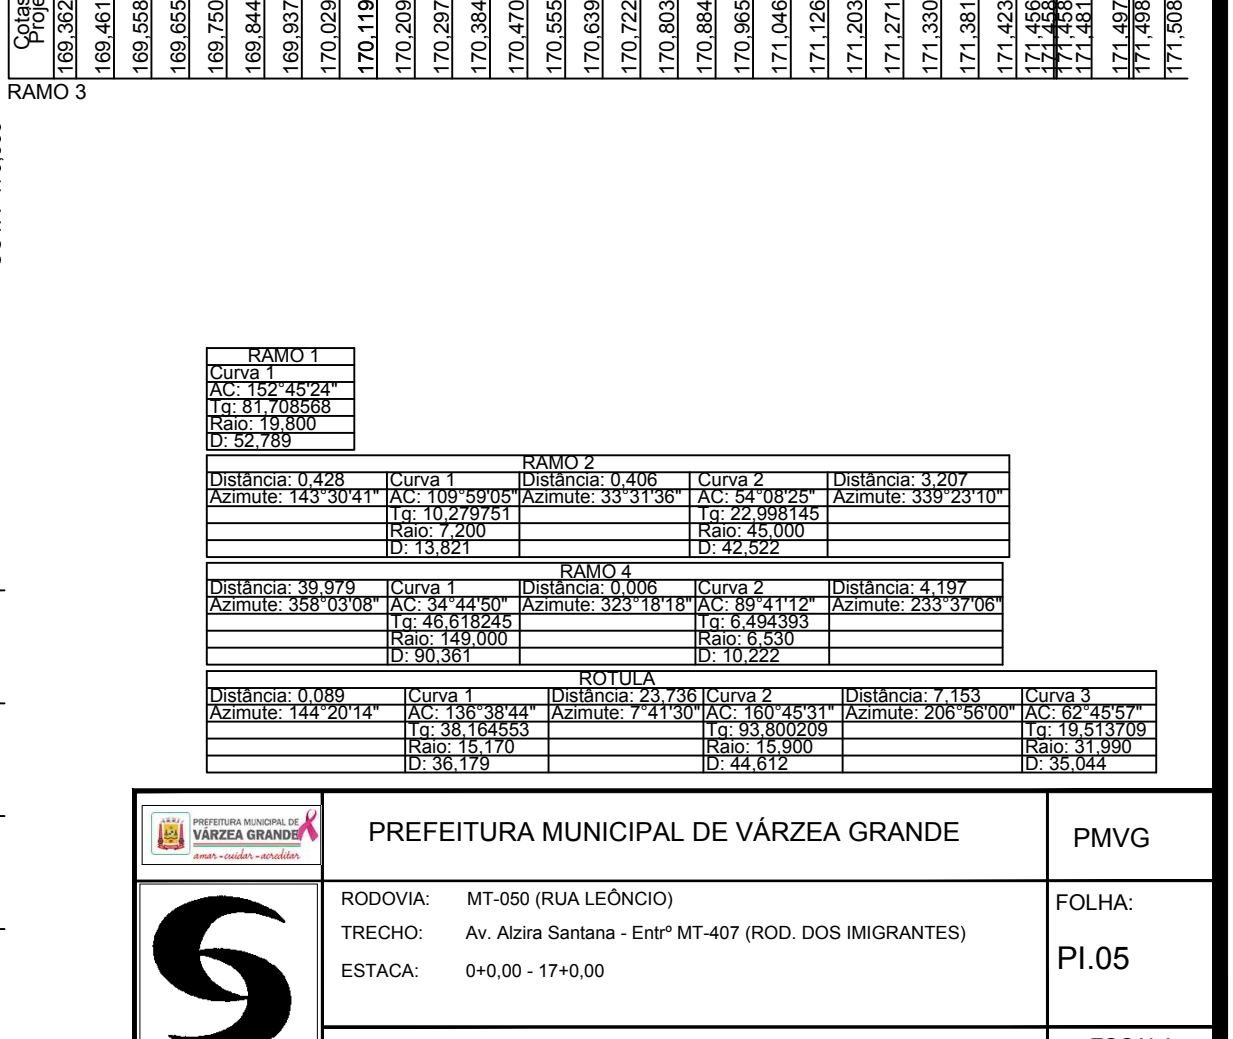 Cotas
Proje
169,362 169,461 169,558 169,655 169,750 169,844 169,937 170,029 170,119 170,209 170,297 170,384 170,470 170,555 170,639 170,722 170,803 170,884 170,965 171,046 171,126 171,203 171,271 171,330 171,381 171,423 171,456 171,458 171,458 171,481 171,497 171,498 171,508
RAMO 3
RAMO 1
Curva 1
AC: 152°45'24"
Tg: 81,708568
Raio: 19,800
D: 52,789
RAMO 2
Distância: 0,428 Curva 1 Distância: 0,406 Curva 2 Distância: 3,207
Azimute: 143°30'41" AC: 109°59'05" Azimute: 33°31'36" AC: 54°08'25" Azimute: 339°23'10"
Tg: 10,279751 Tg: 22,998145
Raio: 7,200 Raio: 45,000
D: 13,821 D: 42,522
RAMO 4
Distância: 39,979 Curva 1 Distância: 0,006 Curva 2 Distância: 4,197
Azimute: 358°03'08" AC: 34°44'50" Azimute: 323°18'18" AC: 89°41'12" Azimute: 233°37'06"
Tg: 46,618245 Tg: 6,494393
Raio: 149,000 Raio: 6,530
D: 90,361 D: 10,222
ROTULA
Distância: 0,089 Curva 1 Distância: 23,736 Curva 2 Distância: 7,153 Curva 3
Azimute: 144°20'14" AC: 136°38'44" Azimute: 7°41'30" AC: 160°45'31" Azimute: 206°56'00" AC: 62°45'57"
Tg: 38,164553 Tg: 93,800209 Tg: 19,513709
Raio: 15,170 Raio: 15,900 Raio: 31,990
D: 36,179 D: 44,612 D: 35,044
PREFEITURA MUNICIPAL DE
VÁRZEA GRANDE
amar - cuidar - acreditar
PREFEITURA MUNICIPAL DE VÁRZEA GRANDE
PMVG
RODOVIA: MT-050 (RUA LEÔNCIO)
TRECHO: Av. Alzira Santana - Entrº MT-407 (ROD. DOS IMIGRANTES)
ESTACA: 0+0,00 - 17+0,00
FOLHA:
PI.05